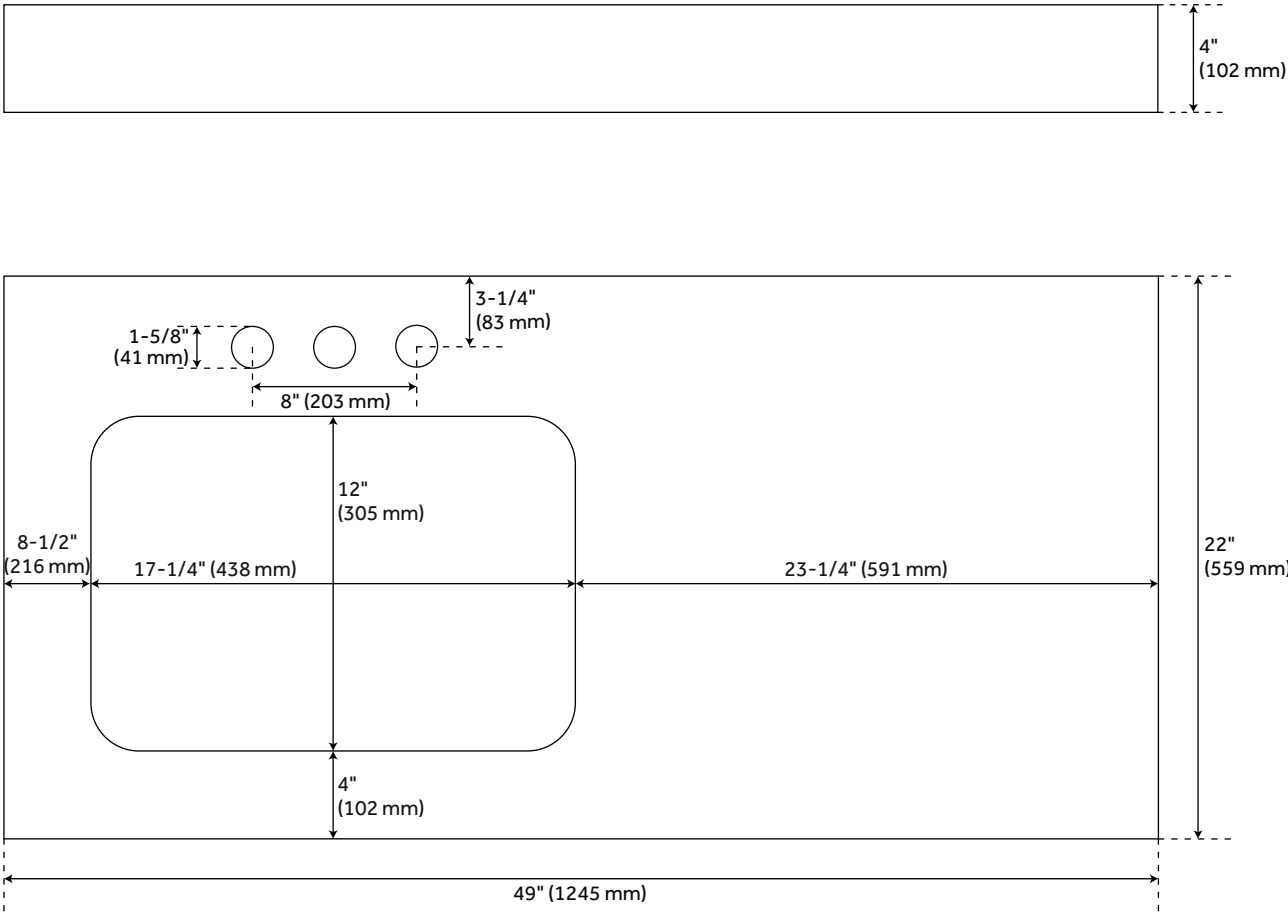 4"
(102 mm)
3-1/4"
(83 mm)
1-5/8"
(41 mm)
8" (203 mm)
12"
(305 mm)
8-1/2"
(216 mm)
17-1/4" (438 mm)
23-1/4" (591 mm)
22"
(559 mm)
4"
(102 mm)
49" (1245 mm)